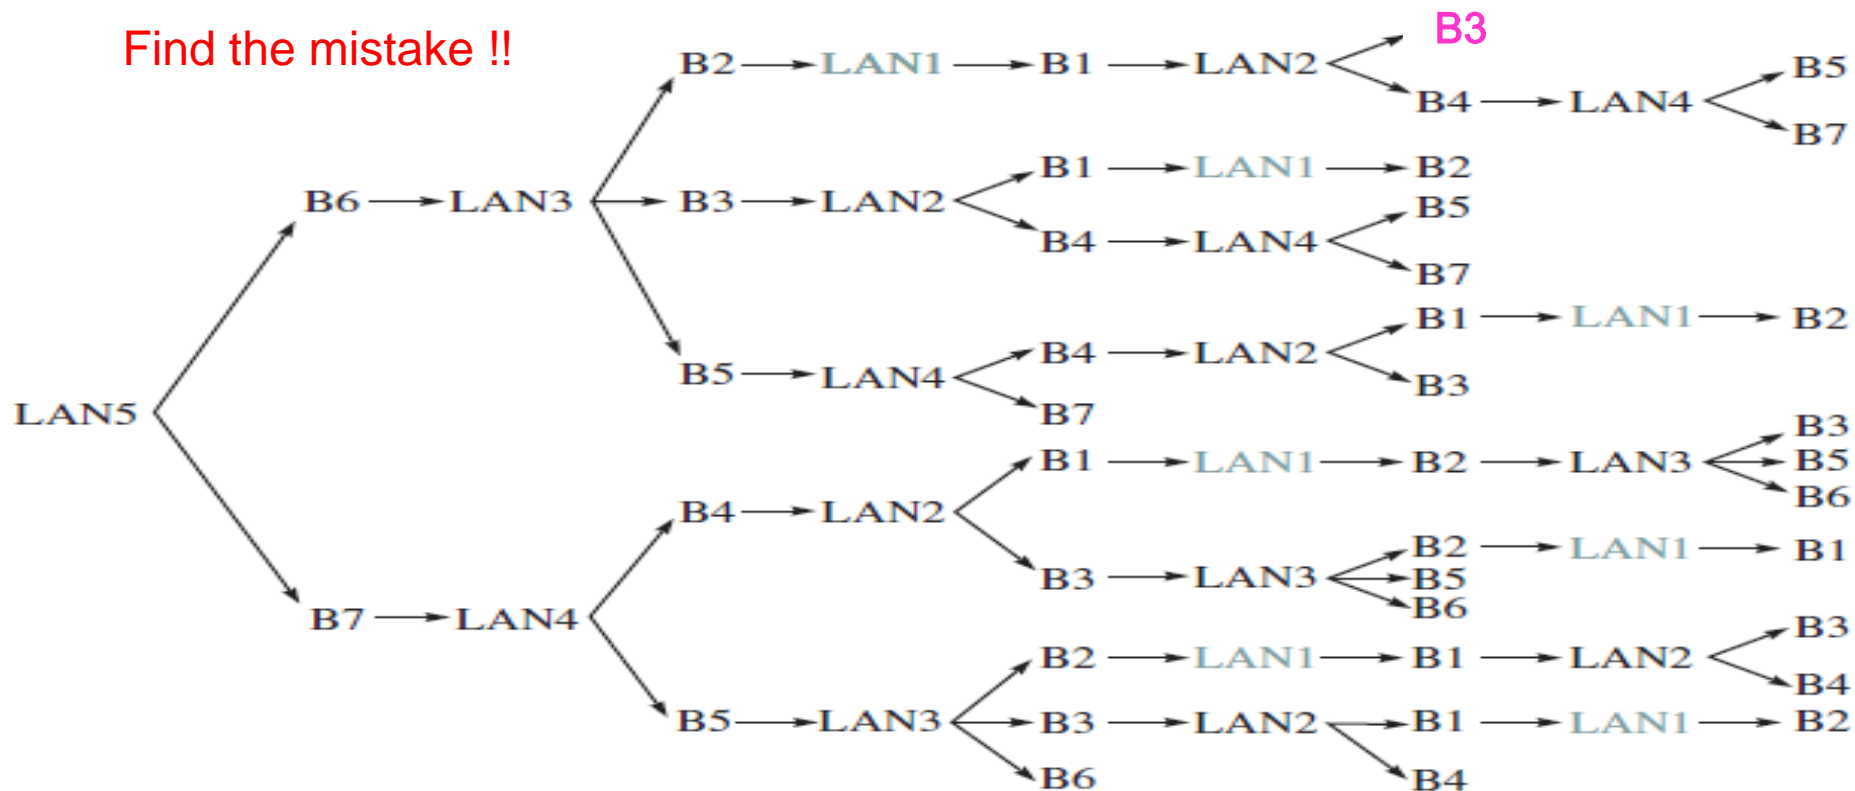 Find the mistake !!
B3
B2 LAN1 B1 LAN2
B5
B4 LAN4
B7
B1 LAN1 B2
B6 LAN3 B3 LAN2
B5
B4 LAN4
B7
B1 LAN1 B2
B4 LAN2
B5 LAN4
B3
LAN5
B7
B3
B1 LAN1 B2 LAN3 B5
B6
B4 LAN2
B2 LAN1 B1
B3 LAN3 B5
B6
B7 LAN4
B3
B2 LAN1 B1 LAN2
B4
B5 LAN3 B3 LAN2 B1 LAN1 B2
B6
B4